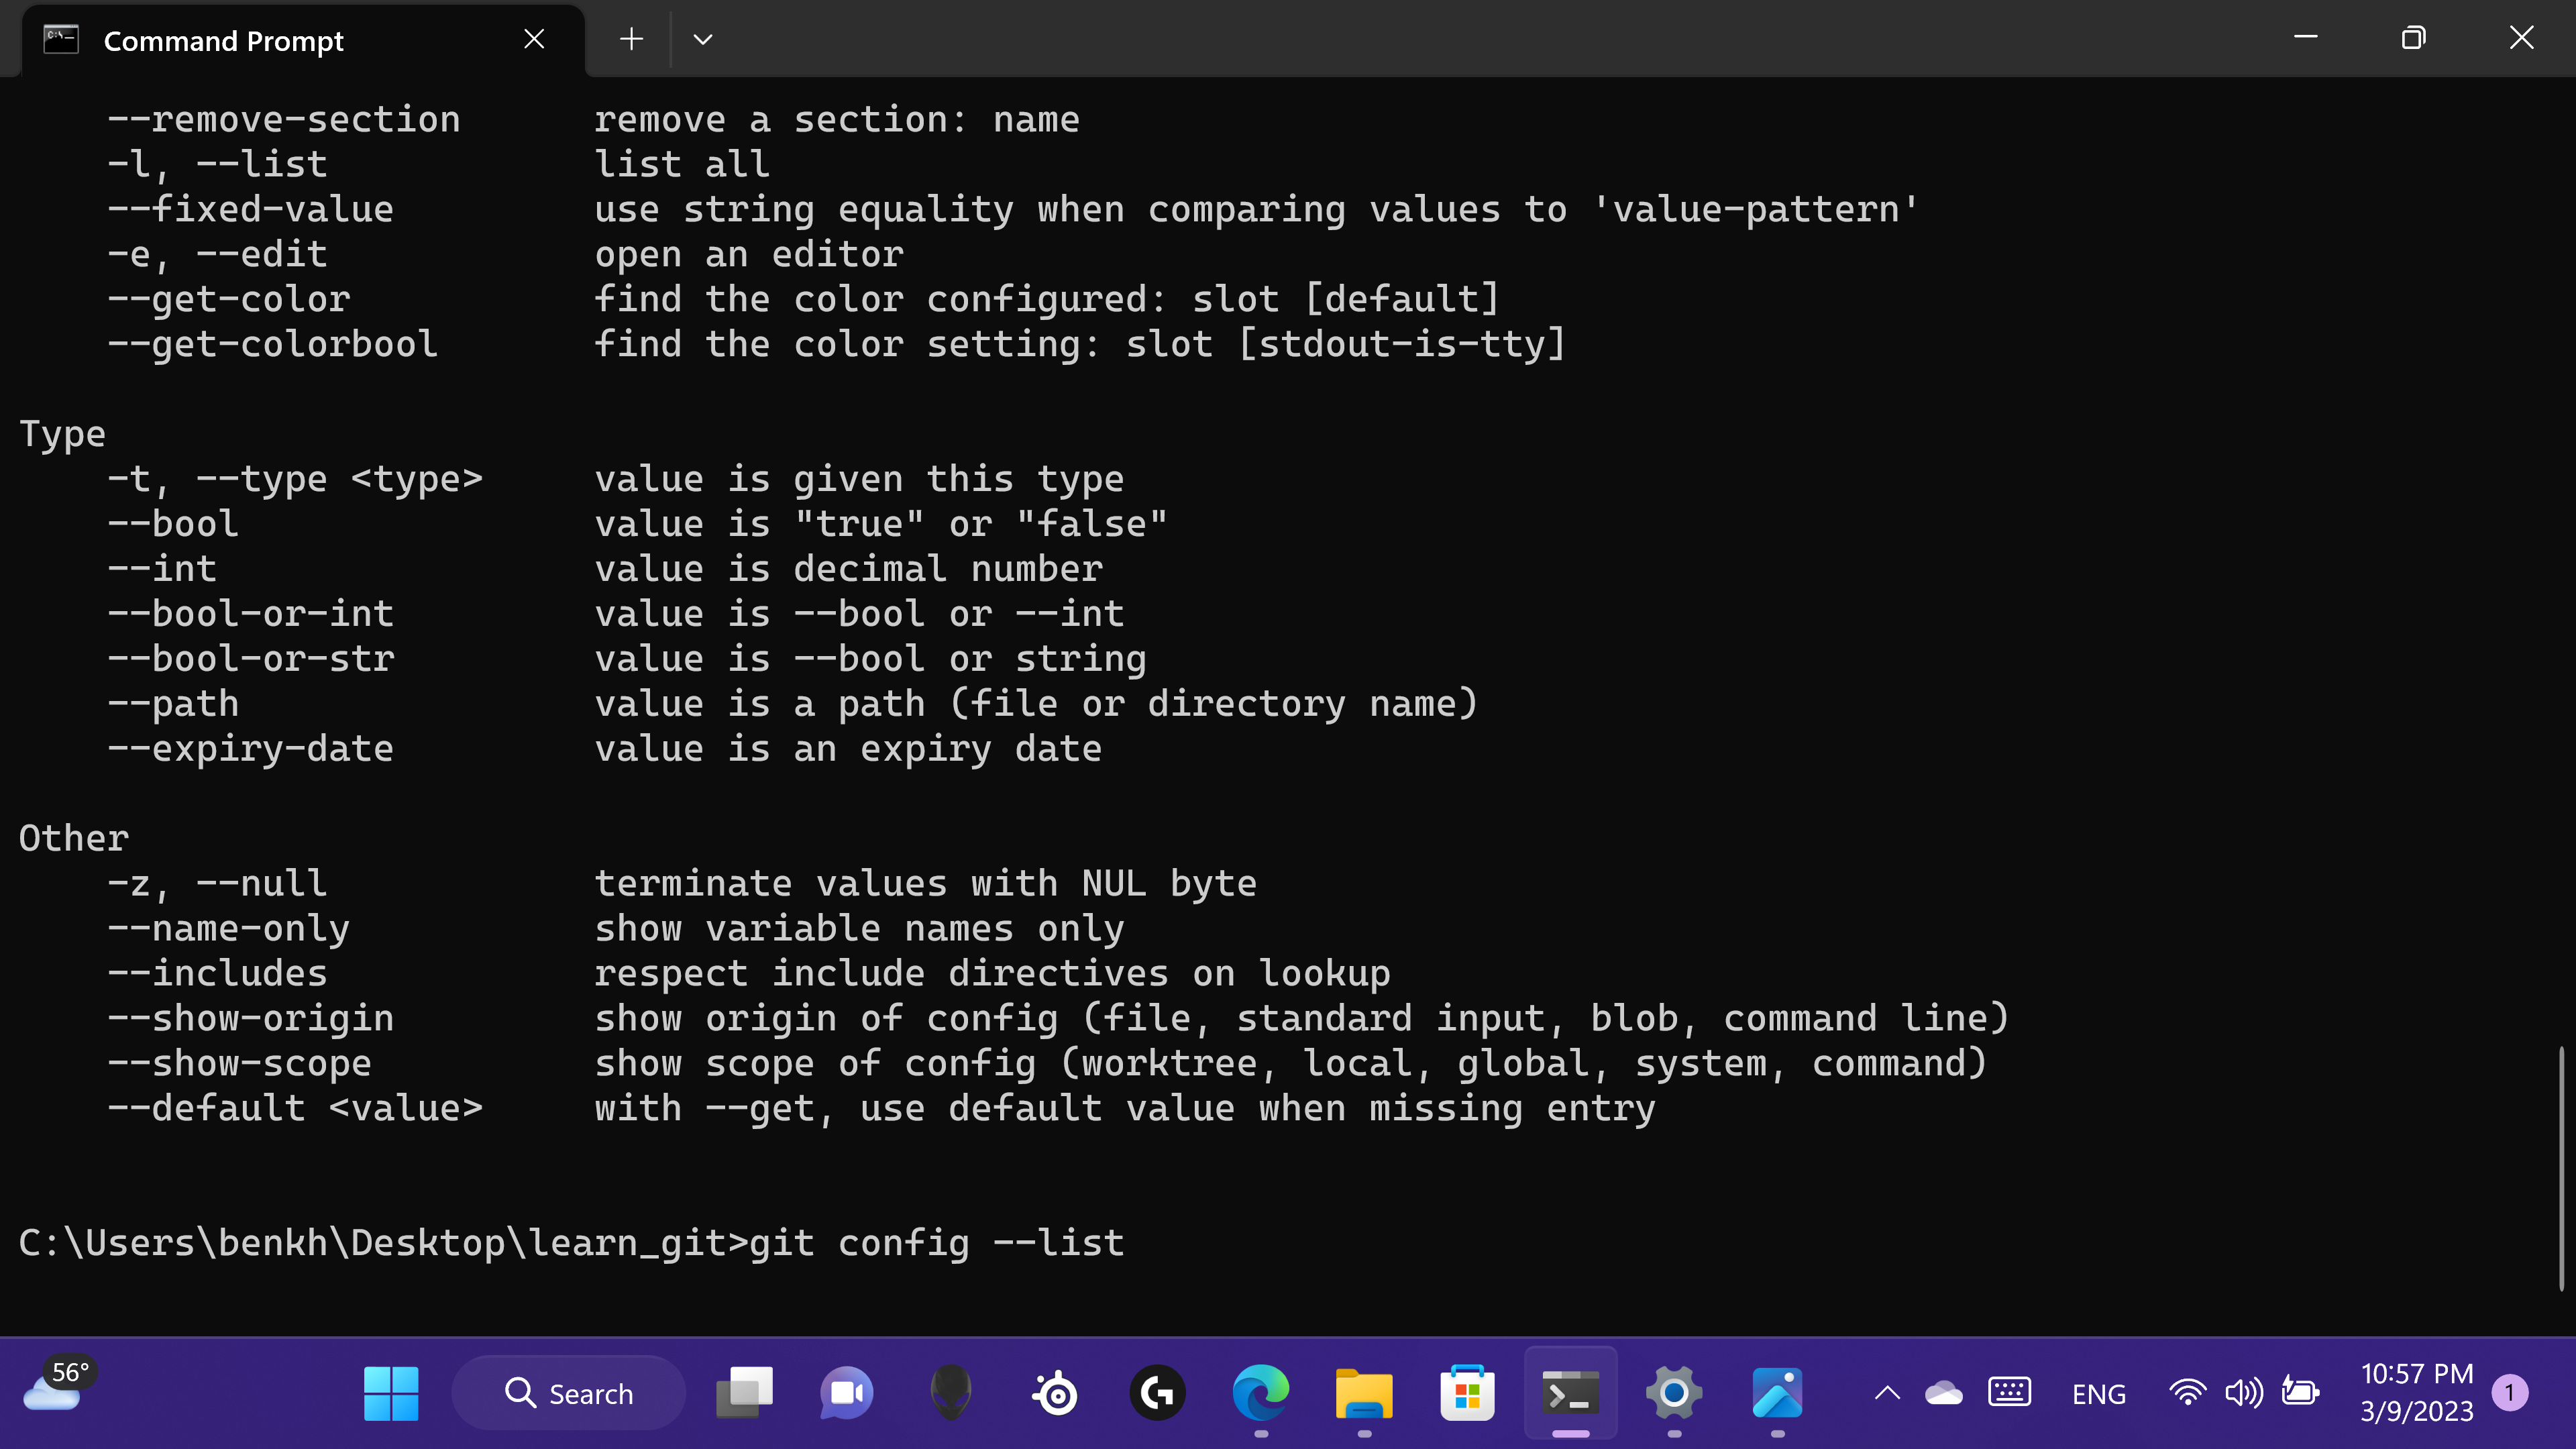 Command Prompt
--remove-section      remove a section: name
-l, --list            list all
--fixed-value         use string equality when comparing values to 'value-pattern'
-e, --edit            open an editor
--get-color           find the color configured: slot [default]
--get-colorbool       find the color setting: slot [stdout-is-tty]
Type
-t, --type <type>     value is given this type
--bool                value is "true" or "false"
--int                 value is decimal number
--bool-or-int         value is --bool or --int
--bool-or-str         value is --bool or string
--path                value is a path (file or directory name)
--expiry-date         value is an expiry date
Other
-z, --null            terminate values with NUL byte
--name-only           show variable names only
--includes            respect include directives on lookup
--show-origin         show origin of config (file, standard input, blob, command line)
--show-scope          show scope of config (worktree, local, global, system, command)
--default <value>     with --get, use default value when missing entry
C:\Users\benkh\Desktop\learn_git>git config --list
56°
Search
ENG
10:57 PM
3/9/2023
1